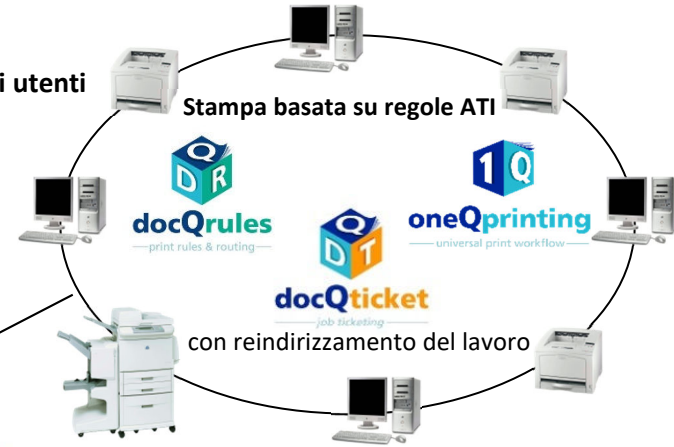 i utenti
Stampa basata su regole ATI
Q
D R
docQrules
print rules & routing
1Q
oneQprinting
universal print workflow
Q
D T
docQticket
job ticketing
con reindirizzamento del lavoro